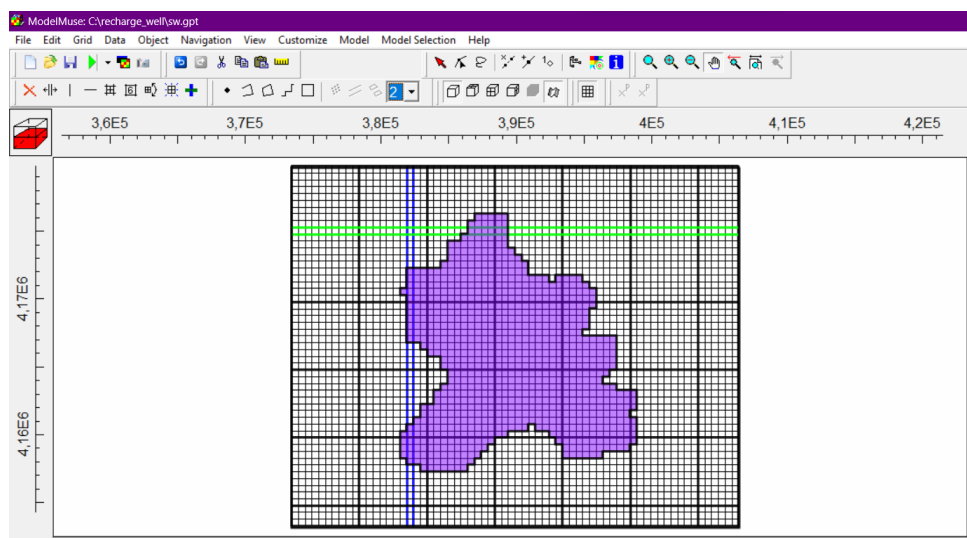 ModelMuse: C:\recharge_well\sw.gpt
File Edit Grid Data Object Navigation View Customize Model Model Selection Help
2
3,6E5 3,7E5 3,8E5 3,9E5 4E5 4,1E5 4,2E5
4,17E6
4,16E6